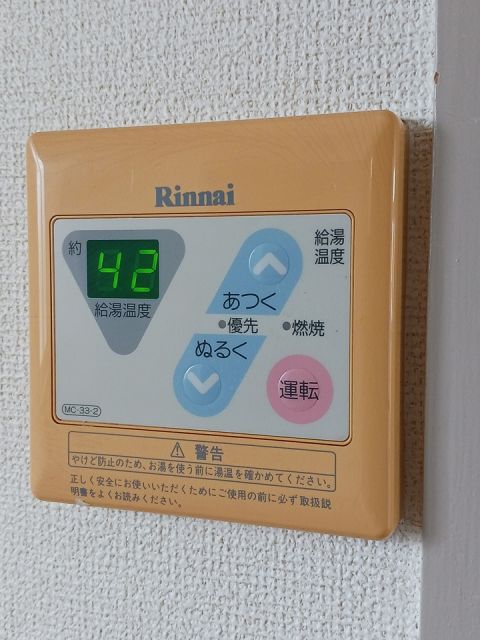 Rinnai
約
42
給湯温度
給湯
温度
あつく
●優先
●燃焼
ぬるく
運転
MC-33-2
⚠ 警告
やけど防止のため、お湯を使う前に湯温を確かめてください。
正しく安全にお使いいただくためにご使用の前に必ず取扱説
明書をよくお読みください。